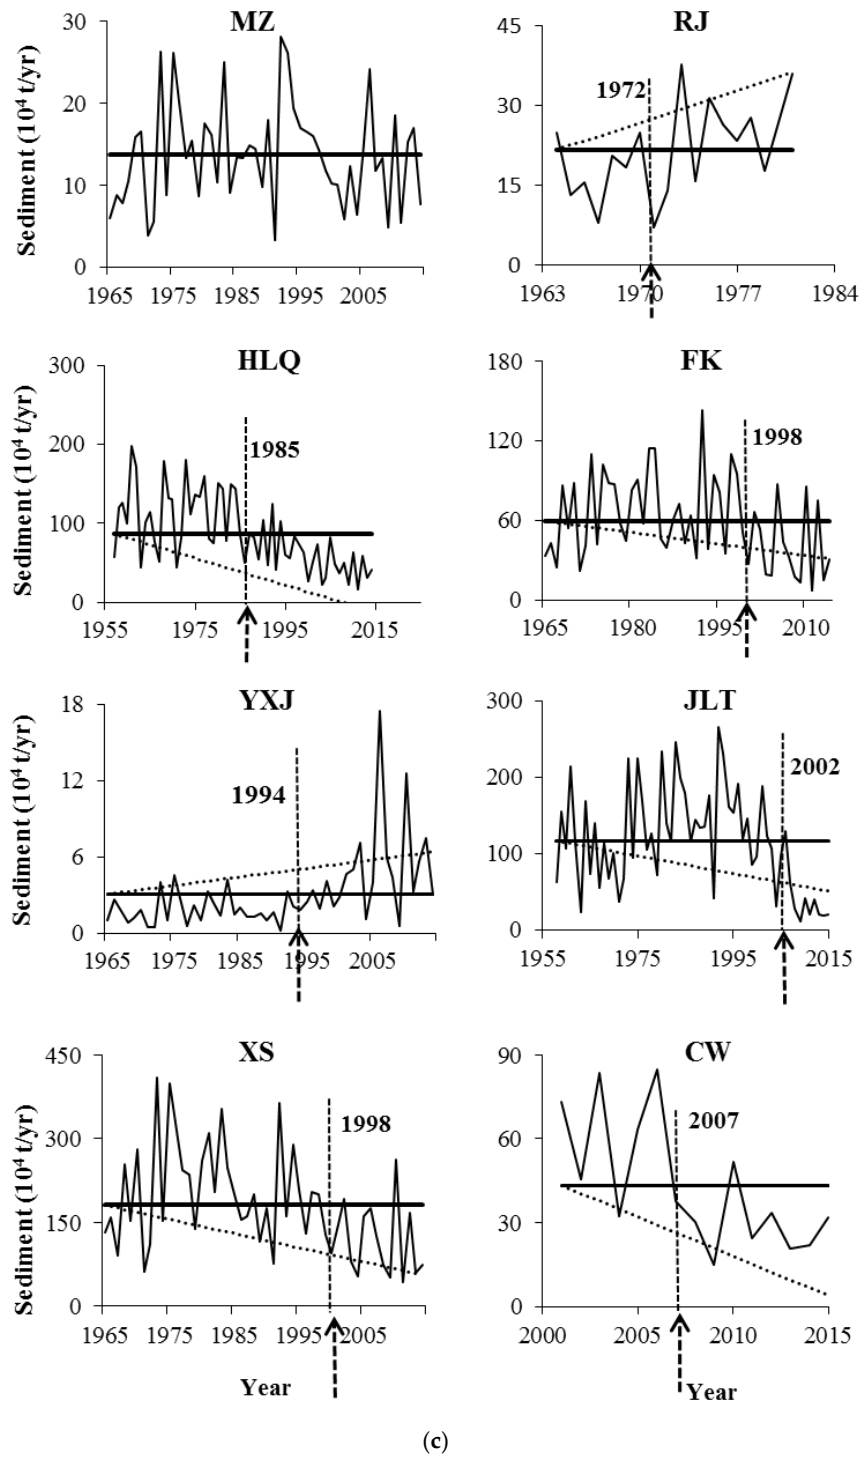 MZ
RJ
Sediment (10⁴ t/yr)
30
20
10
0
1965 1975 1985 1995 2005
45
30
15
0
1972
1963 1970 1977 1984
HLQ
FK
Sediment (10⁴ t/yr)
300
200
100
0
1985
1955 1975 1995 2015
180
120
60
0
1998
1965 1980 1995 2010
YXJ
JLT
Sediment (10⁴ t/yr)
18
12
6
0
1994
1965 1975 1985 1995 2005
300
200
100
0
2002
1955 1975 1995 2015
XS
CW
Sediment (10⁴ t/yr)
450
300
150
0
1998
1965 1975 1985 1995 2005
Year
90
60
30
0
2007
2000 2005 2010 2015
Year
(c)